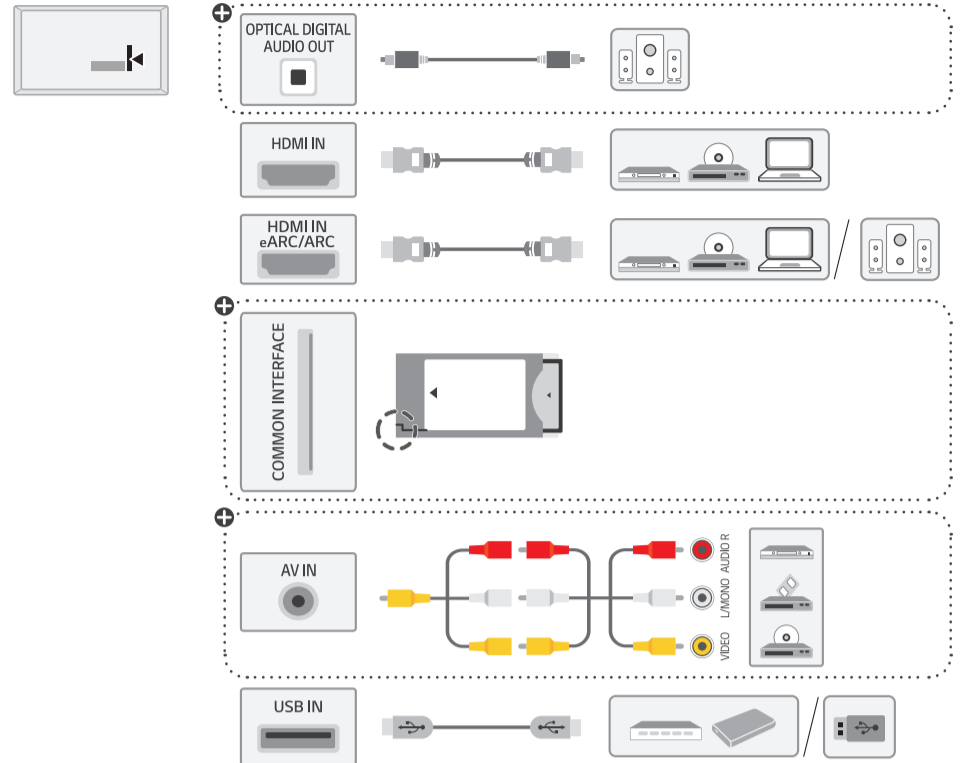 OPTICAL DIGITAL
AUDIO OUT
HDMI IN
HDMI IN
eARC/ARC
COMMON INTERFACE
AV IN
AUDIO R
L/MONO
VIDEO
USB IN